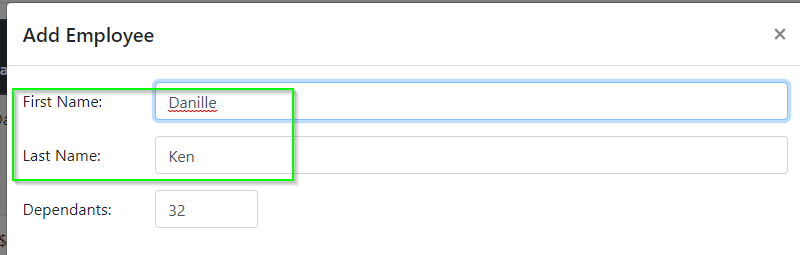 Add Employee ×
First Name: Danille
Last Name: Ken
Dependants: 32
$